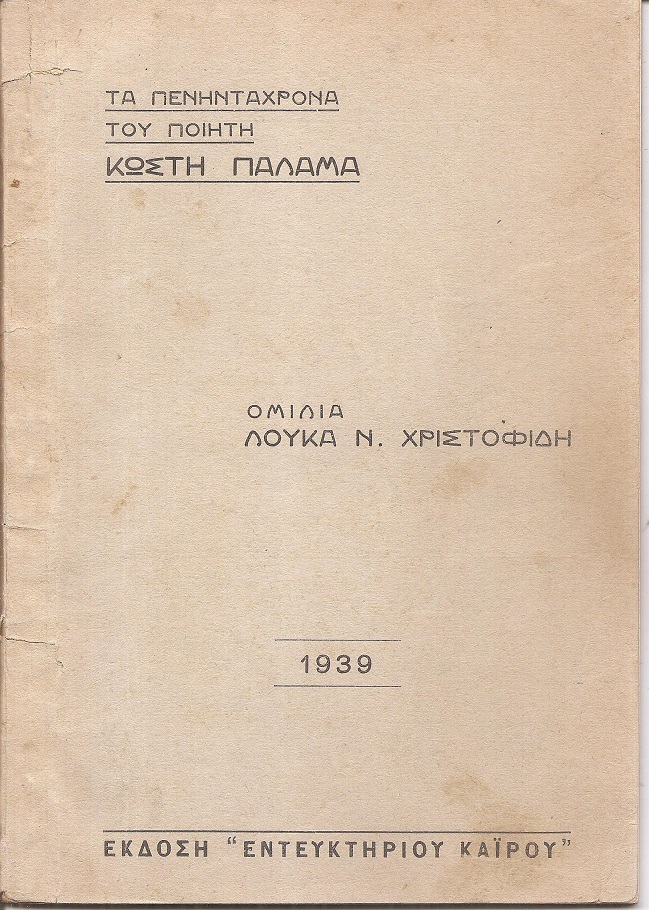 ΤΑ ΠΕΝΗΝΤΑΧΡΟΝΑ
ΤΟΥ ΠΟΙΗΤΗ
ΚΩΣΤΗ ΠΑΛΑΜΑ
ΟΜΙΛΙΑ
ΛΟΥΚΑ Ν. ΧΡΙΣΤΟΦΙΔΗ
1939
ΕΚΔΟΣΗ "ΕΝΤΕΥΚΤΗΡΙΟΥ ΚΑΪΡΟΥ"